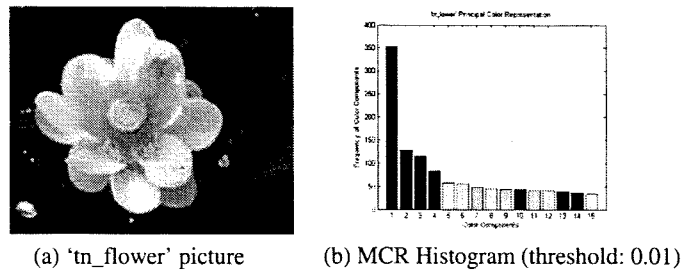 'tn_flower' Principal Color Representation
400
350
300
250
200
150
100
50
0
Frequency of Color Components
1 2 3 4 5 6 7 8 9 10 11 12 13 14 15
Color Components
(a) 'tn_flower' picture
(b) MCR Histogram (threshold: 0.01)